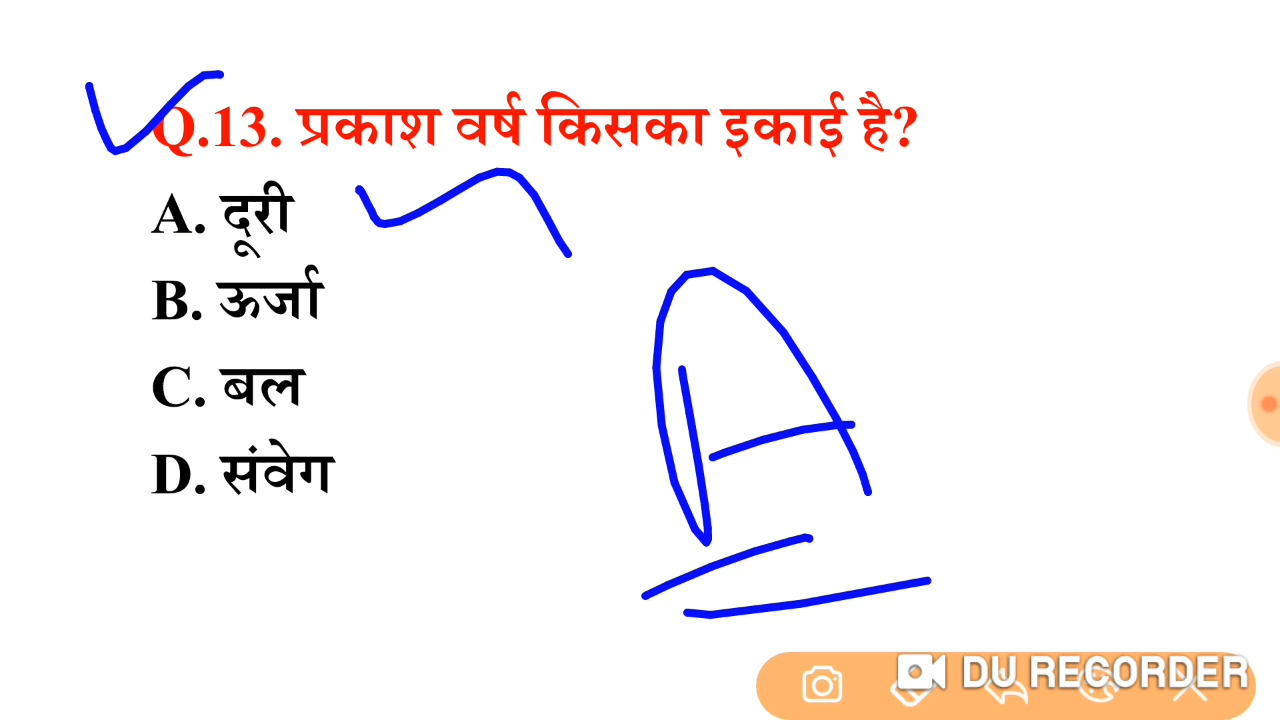 Q.13. प्रकाश वर्ष किसका इकाई है?
A. दूरी
B. ऊर्जा
C. बल
D. संवेग
A
DU RECORDER